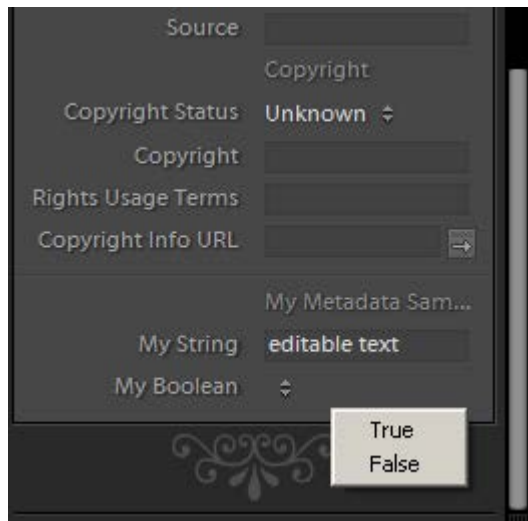 Source
Copyright
Copyright Status Unknown
Copyright
Rights Usage Terms
Copyright Info URL
My Metadata Sam...
My String editable text
My Boolean
True
False